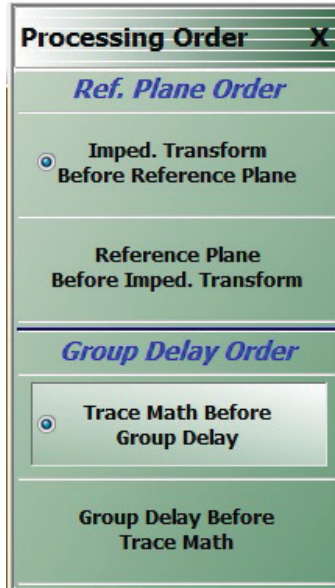 Processing Order X
Ref. Plane Order
Imped. Transform
Before Reference Plane
Reference Plane
Before Imped. Transform
Group Delay Order
Trace Math Before
Group Delay
Group Delay Before
Trace Math